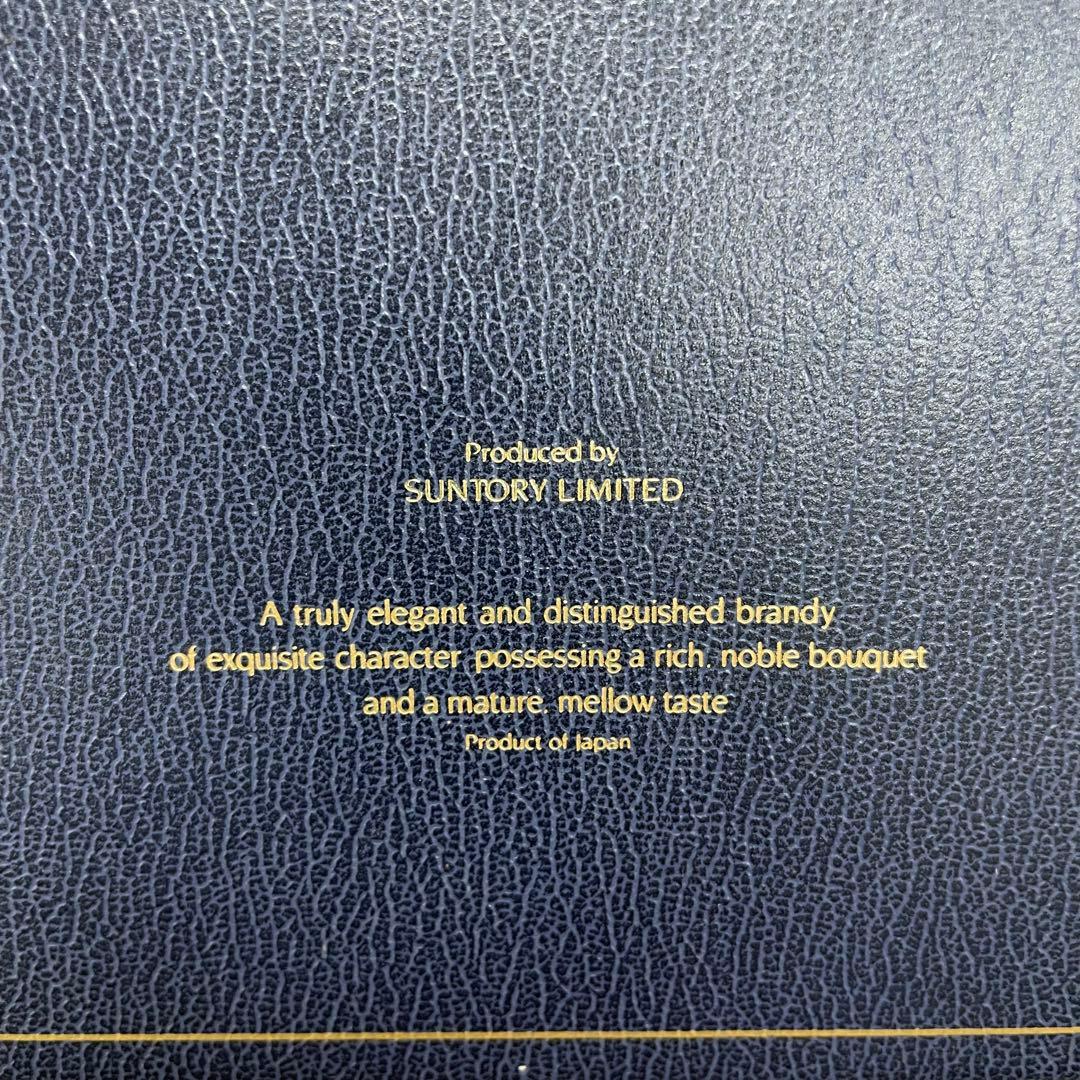 Produced by
SUNTORY LIMITED
A truly elegant and distinguished brandy
of exquisite character possessing a rich, noble bouquet
and a mature, mellow taste
Product of Japan